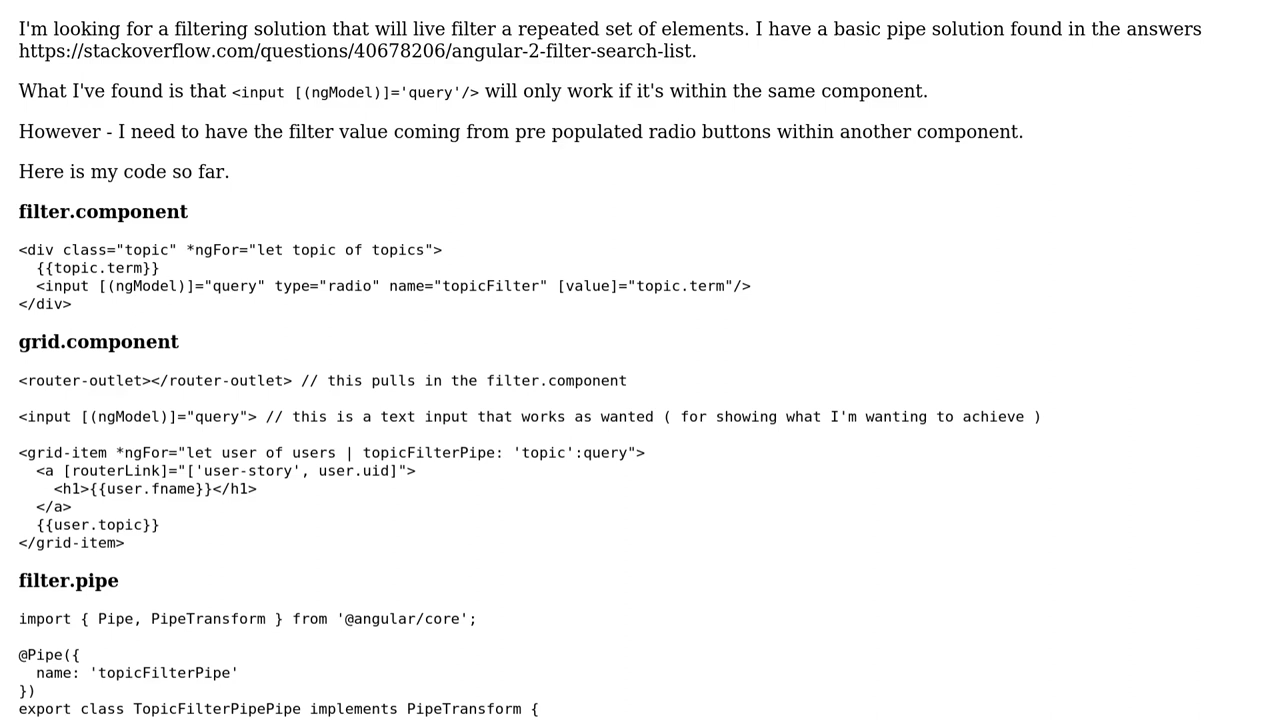 I'm looking for a filtering solution that will live filter a repeated set of elements. I have a basic pipe solution found in the answers
https://stackoverflow.com/questions/40678206/angular-2-filter-search-list.
What I've found is that <input [(ngModel)]='query'/> will only work if it's within the same component.
However - I need to have the filter value coming from pre populated radio buttons within another component.
Here is my code so far.
filter.component
<div class="topic" *ngFor="let topic of topics">
  {{topic.term}}
  <input [(ngModel)]="query" type="radio" name="topicFilter" [value]="topic.term"/>
</div>
grid.component
<router-outlet></router-outlet> // this pulls in the filter.component
<input [(ngModel)]="query"> // this is a text input that works as wanted ( for showing what I'm wanting to achieve )
<grid-item *ngFor="let user of users | topicFilterPipe: 'topic':query">
  <a [routerLink]="['user-story', user.uid]">
    <h1>{{user.fname}}</h1>
  </a>
  {{user.topic}}
</grid-item>
filter.pipe
import { Pipe, PipeTransform } from '@angular/core';
@Pipe({
  name: 'topicFilterPipe'
})
export class TopicFilterPipePipe implements PipeTransform {